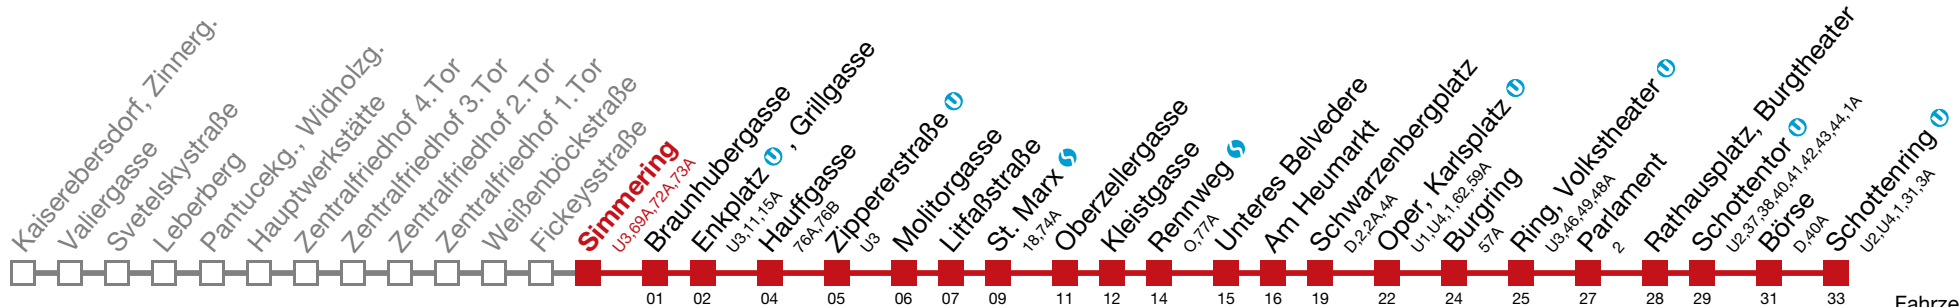 Kaiserebersdorf, Zinnerg.
Valiergasse
Svetelskystraße
Leberberg
Pantucekg., Widholzg.
Hauptwerkstätte
Zentralfriedhof 4.Tor
Zentralfriedhof 3.Tor
Zentralfriedhof 2.Tor
Zentralfriedhof 1.Tor
Weißenböckstraße
Fickeysstraße
Simmering
U3,69A,72A,73A
Braunhubergasse
01
Enkplatz U , Grillgasse
U3,11,15A
02
Hauffgasse
76A,76B
04
Zippererstraße U
U3
05
Molitorgasse
06
Litfaßstraße
07
St. Marx S
18,74A
09
Oberzellergasse
11
Kleistgasse
12
Rennweg S
O,77A
14
Unteres Belvedere
15
Am Heumarkt
16
Schwarzenbergplatz
D,2,2A,4A
19
Oper, Karlsplatz U
U1,U4,1,62,59A
22
Burgring
57A
24
Ring, Volkstheater U
U3,46,49,48A
25
Parlament
2
27
Rathausplatz, Burgtheater
28
Schottentor U
U2,37,38,40,41,42,43,44,1A
29
Börse
D,40A
31
Schottenring U
U2,U4,1,31,3A
33